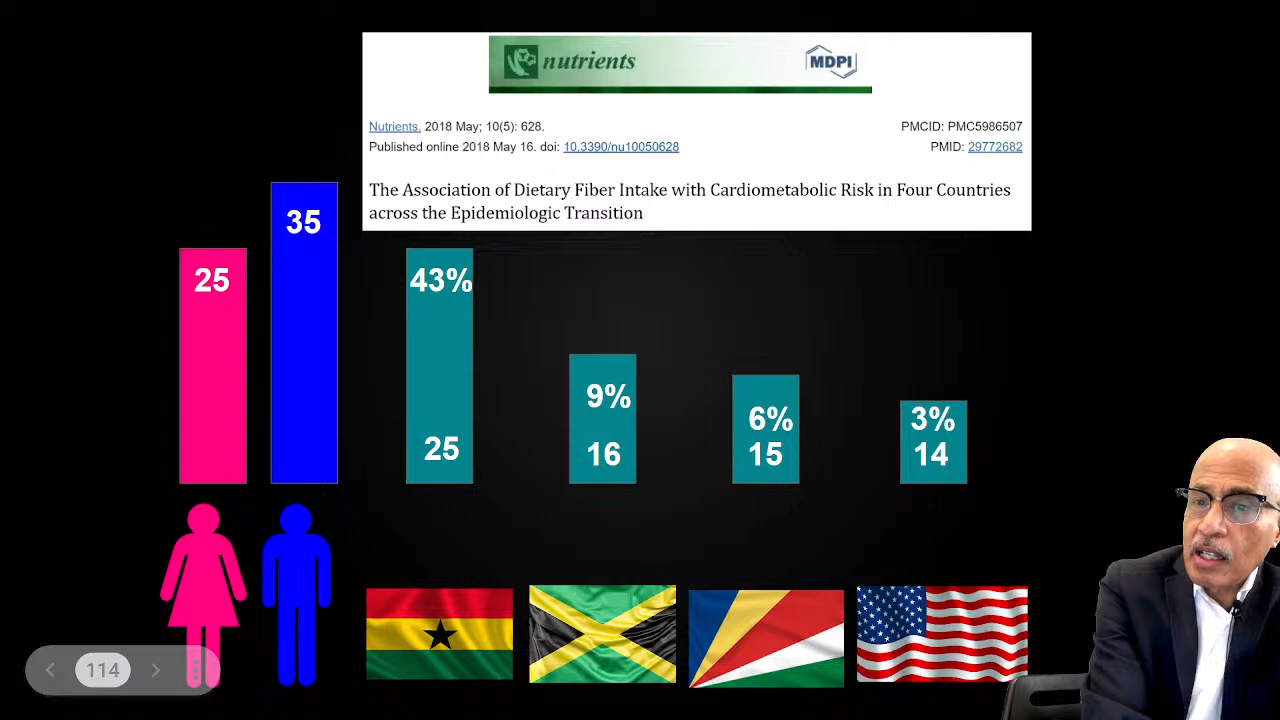 nutrients
MDPI
Nutrients. 2018 May; 10(5): 628.
PMCID: PMC5986507
Published online 2018 May 16. doi: 10.3390/nu10050628
PMID: 29772682
The Association of Dietary Fiber Intake with Cardiometabolic Risk in Four Countries
across the Epidemiologic Transition
35
25
43%
9%
6%
3%
25
16
15
14
114